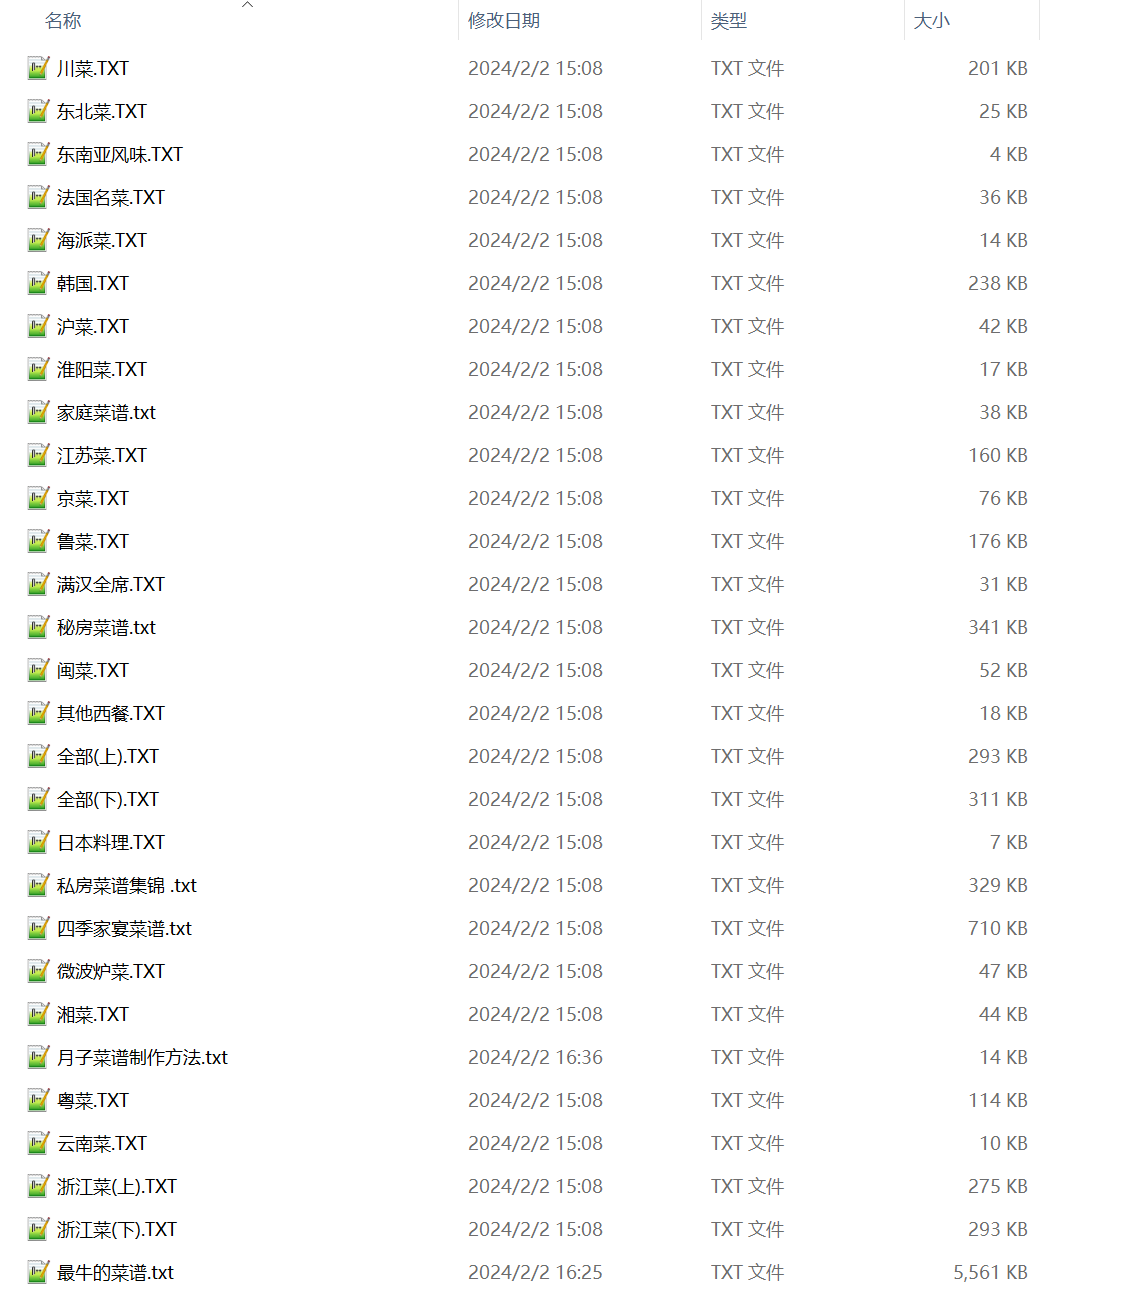 名称 修改日期 类型 大小
川菜.TXT 2024/2/2 15:08 TXT 文件 201 KB
东北菜.TXT 2024/2/2 15:08 TXT 文件 25 KB
东南亚风味.TXT 2024/2/2 15:08 TXT 文件 4 KB
法国名菜.TXT 2024/2/2 15:08 TXT 文件 36 KB
海派菜.TXT 2024/2/2 15:08 TXT 文件 14 KB
韩国.TXT 2024/2/2 15:08 TXT 文件 238 KB
沪菜.TXT 2024/2/2 15:08 TXT 文件 42 KB
淮阳菜.TXT 2024/2/2 15:08 TXT 文件 17 KB
家庭菜谱.txt 2024/2/2 15:08 TXT 文件 38 KB
江苏菜.TXT 2024/2/2 15:08 TXT 文件 160 KB
京菜.TXT 2024/2/2 15:08 TXT 文件 76 KB
鲁菜.TXT 2024/2/2 15:08 TXT 文件 176 KB
满汉全席.TXT 2024/2/2 15:08 TXT 文件 31 KB
秘房菜谱.txt 2024/2/2 15:08 TXT 文件 341 KB
闽菜.TXT 2024/2/2 15:08 TXT 文件 52 KB
其他西餐.TXT 2024/2/2 15:08 TXT 文件 18 KB
全部(上).TXT 2024/2/2 15:08 TXT 文件 293 KB
全部(下).TXT 2024/2/2 15:08 TXT 文件 311 KB
日本料理.TXT 2024/2/2 15:08 TXT 文件 7 KB
私房菜谱集锦 .txt 2024/2/2 15:08 TXT 文件 329 KB
四季家宴菜谱.txt 2024/2/2 15:08 TXT 文件 710 KB
微波炉菜.TXT 2024/2/2 15:08 TXT 文件 47 KB
湘菜.TXT 2024/2/2 15:08 TXT 文件 44 KB
月子菜谱制作方法.txt 2024/2/2 16:36 TXT 文件 14 KB
粤菜.TXT 2024/2/2 15:08 TXT 文件 114 KB
云南菜.TXT 2024/2/2 15:08 TXT 文件 10 KB
浙江菜(上).TXT 2024/2/2 15:08 TXT 文件 275 KB
浙江菜(下).TXT 2024/2/2 15:08 TXT 文件 293 KB
最牛的菜谱.txt 2024/2/2 16:25 TXT 文件 5,561 KB